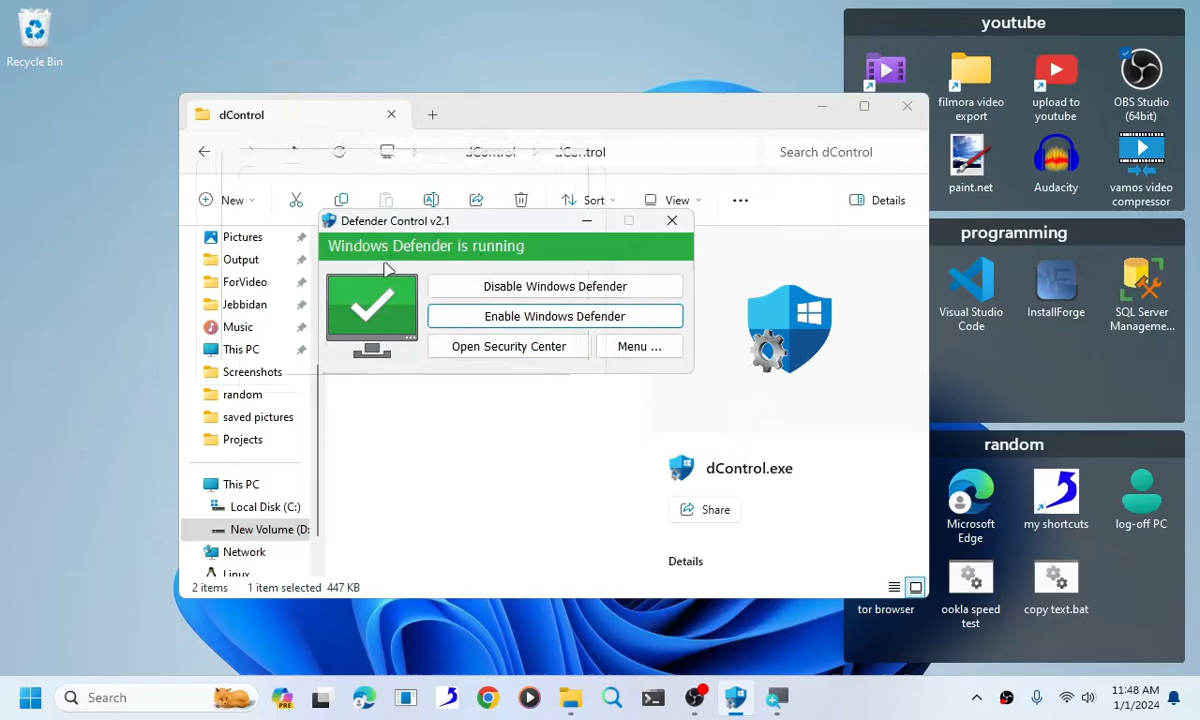 Recycle Bin
youtube
filmora video
export
upload to
youtube
OBS Studio
(64bit)
paint.net
Audacity
vamos video
compressor
programming
Visual Studio
Code
InstallForge
SQL Server
Manageme...
random
Microsoft
Edge
my shortcuts
log-off PC
tor browser
ookla speed
test
copy text.bat
dControl
dControl
dControl
Search dControl
New
Sort
View
Details
Pictures
Output
ForVideo
Jebbidan
Music
This PC
Screenshots
random
saved pictures
Projects
This PC
Local Disk (C:)
New Volume (D:
Network
Linux
Defender Control v2.1
Windows Defender is running
Disable Windows Defender
Enable Windows Defender
Open Security Center
Menu ...
dControl.exe
Share
Details
2 items
1 item selected 447 KB
Search
PRE
11:48 AM
1/1/2024